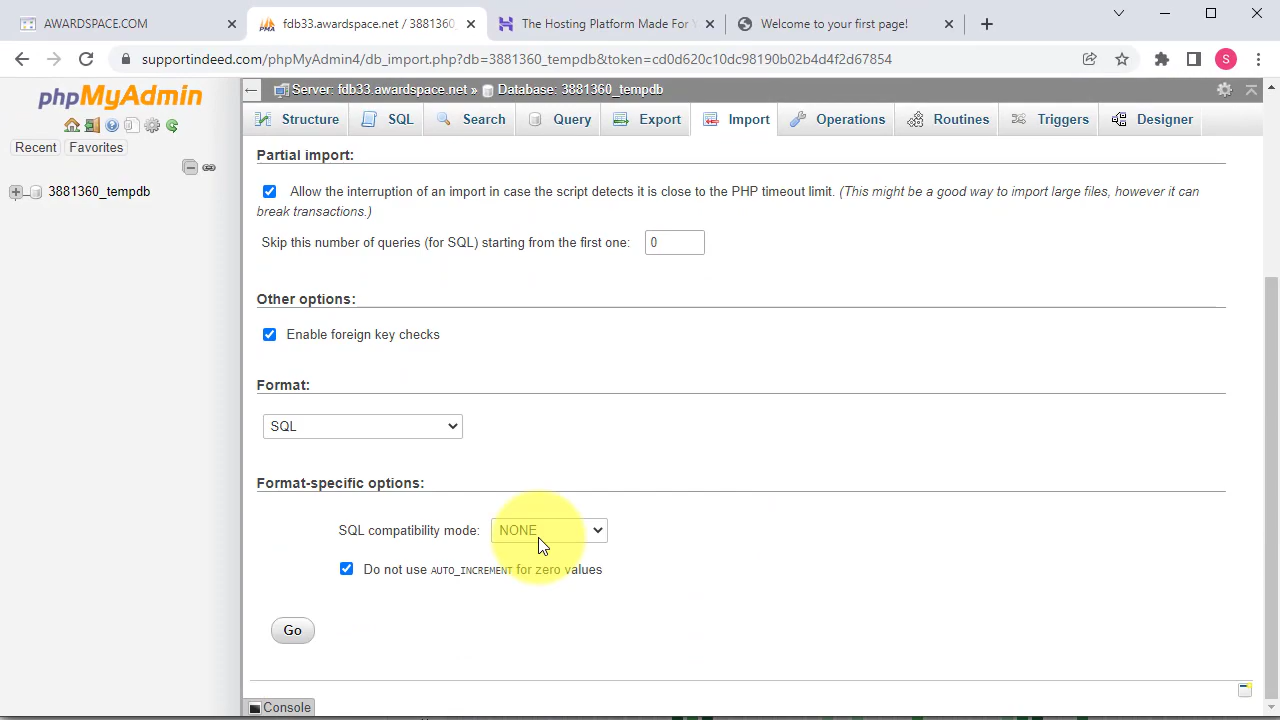 AWARDSPACE.COM
fdb33.awardspace.net / 3881360_
The Hosting Platform Made For Y
Welcome to your first page!
supportindeed.com/phpMyAdmin4/db_import.php?db=3881360_tempdb&token=cd0d620c10dc98190bb2b4d4f2d67854
S
PMA
phpMyAdmin
Recent
Favorites
3881360_tempdb
Server: fdb33.awardspace.net » Database: 3881360_tempdb
Structure SQL Search Query Export Import Operations Routines Triggers Designer
Partial import:
Allow the interruption of an import in case the script detects it is close to the PHP timeout limit. (This might be a good way to import large files, however it can
break transactions.)
Skip this number of queries (for SQL) starting from the first one: 0
Other options:
Enable foreign key checks
Format:
SQL
Format-specific options:
SQL compatibility mode: NONE
Do not use AUTO_INCREMENT for zero values
Go
Console